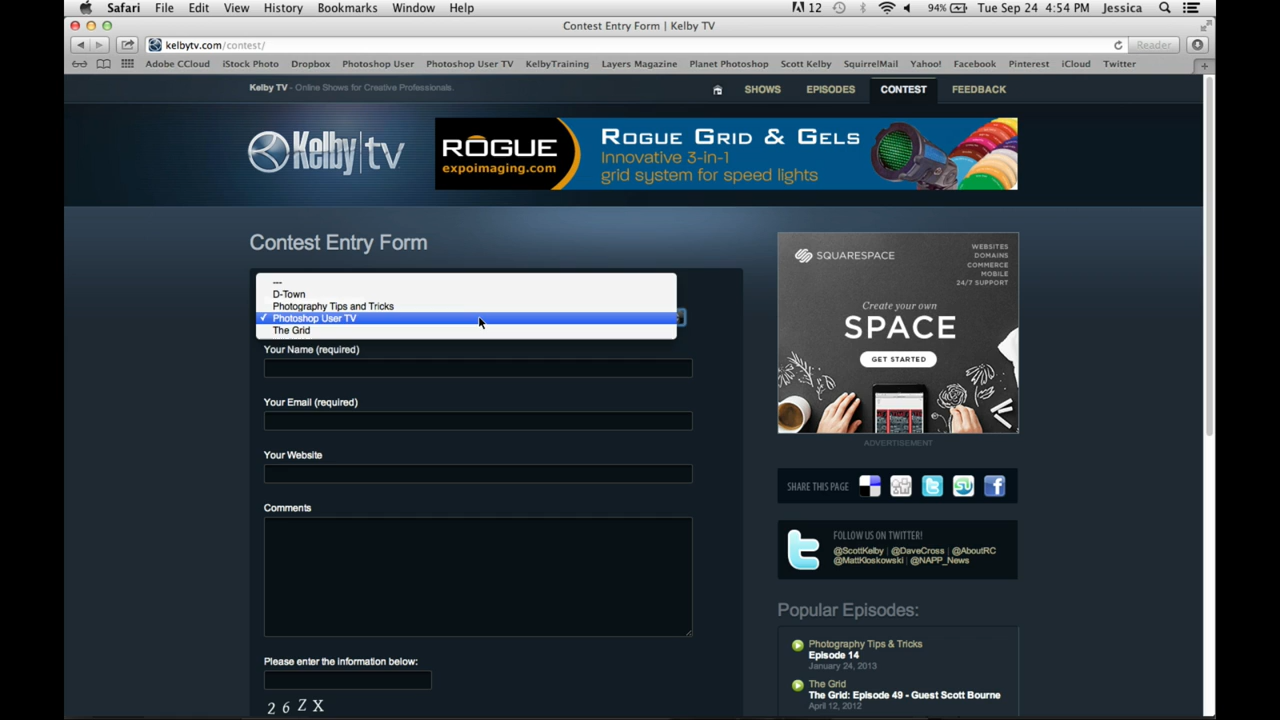 Safari File Edit View History Bookmarks Window Help 12 94% Tue Sep 24 4:54 PM Jessica
Contest Entry Form | Kelby TV
kelbytv.com/contest/ Reader
Adobe CCloud iStock Photo Dropbox Photoshop User Photoshop User TV KelbyTraining Layers Magazine Planet Photoshop Scott Kelby SquirrelMail Yahoo! Facebook Pinterest iCloud Twitter
Kelby TV - Online Shows for Creative Professionals.
SHOWS EPISODES CONTEST FEEDBACK
Kelby|tv
ROGUE
expoimaging.com
ROGUE GRID & GELS
Innovative 3-in-1
grid system for speed lights
Contest Entry Form
---
D-Town
Photography Tips and Tricks
✓ Photoshop User TV
The Grid
Your Name (required)
Your Email (required)
Your Website
Comments
Please enter the information below:
2 6 Z X
SQUARESPACE
WEBSITES
DOMAINS
COMMERCE
MOBILE
24/7 SUPPORT
Create your own
SPACE
GET STARTED
ADVERTISEMENT
SHARE THIS PAGE
FOLLOW US ON TWITTER!
@ScottKelby | @DaveCross | @AboutRC
@MattKloskowski | @NAPP_News
Popular Episodes:
Photography Tips & Tricks
Episode 14
January 24, 2013
The Grid
The Grid: Episode 49 - Guest Scott Bourne
April 12, 2012